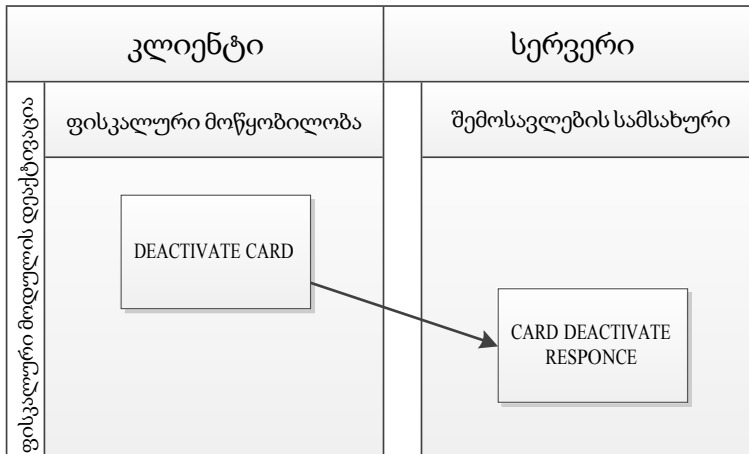 კლიენტი
სერვერი
ფისკალური მოდულის დეაქტივაცია
ფისკალური მოწყობილობა
შემოსავლების სამსახური
DEACTIVATE CARD
CARD DEACTIVATE
RESPONCE